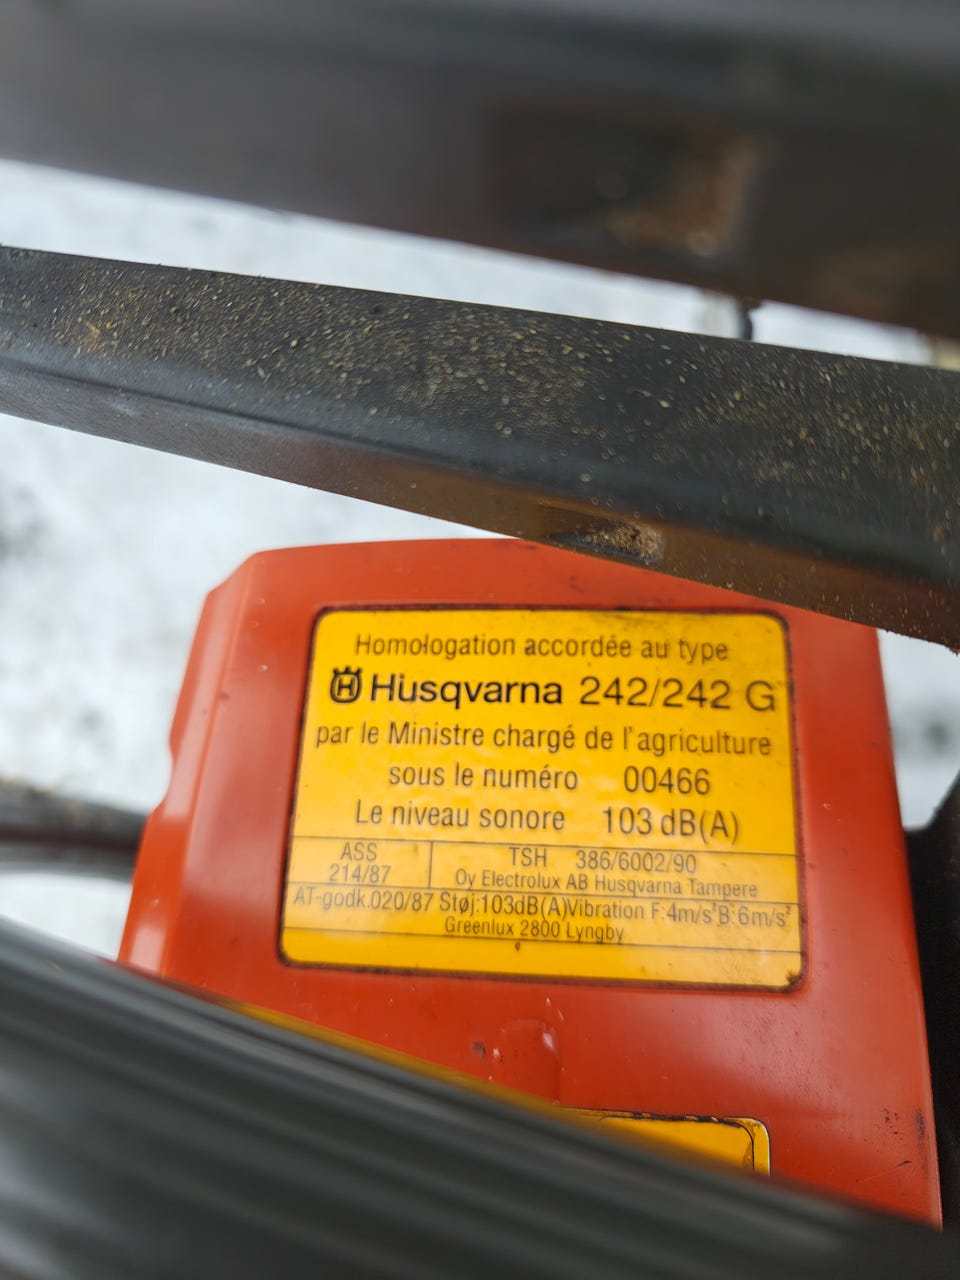 Homologation accordée au type
Husqvarna 242/242 G
par le Ministre chargé de l'agriculture
sous le numéro 00466
Le niveau sonore 103 dB(A)
ASS TSH 386/6002/90
214/87 Oy Electrolux AB Husqvarna Tampere
AT-godk.020/87 Støj:103dB(A)Vibration F:4m/s² B:6m/s²
Greenlux 2800 Lyngby